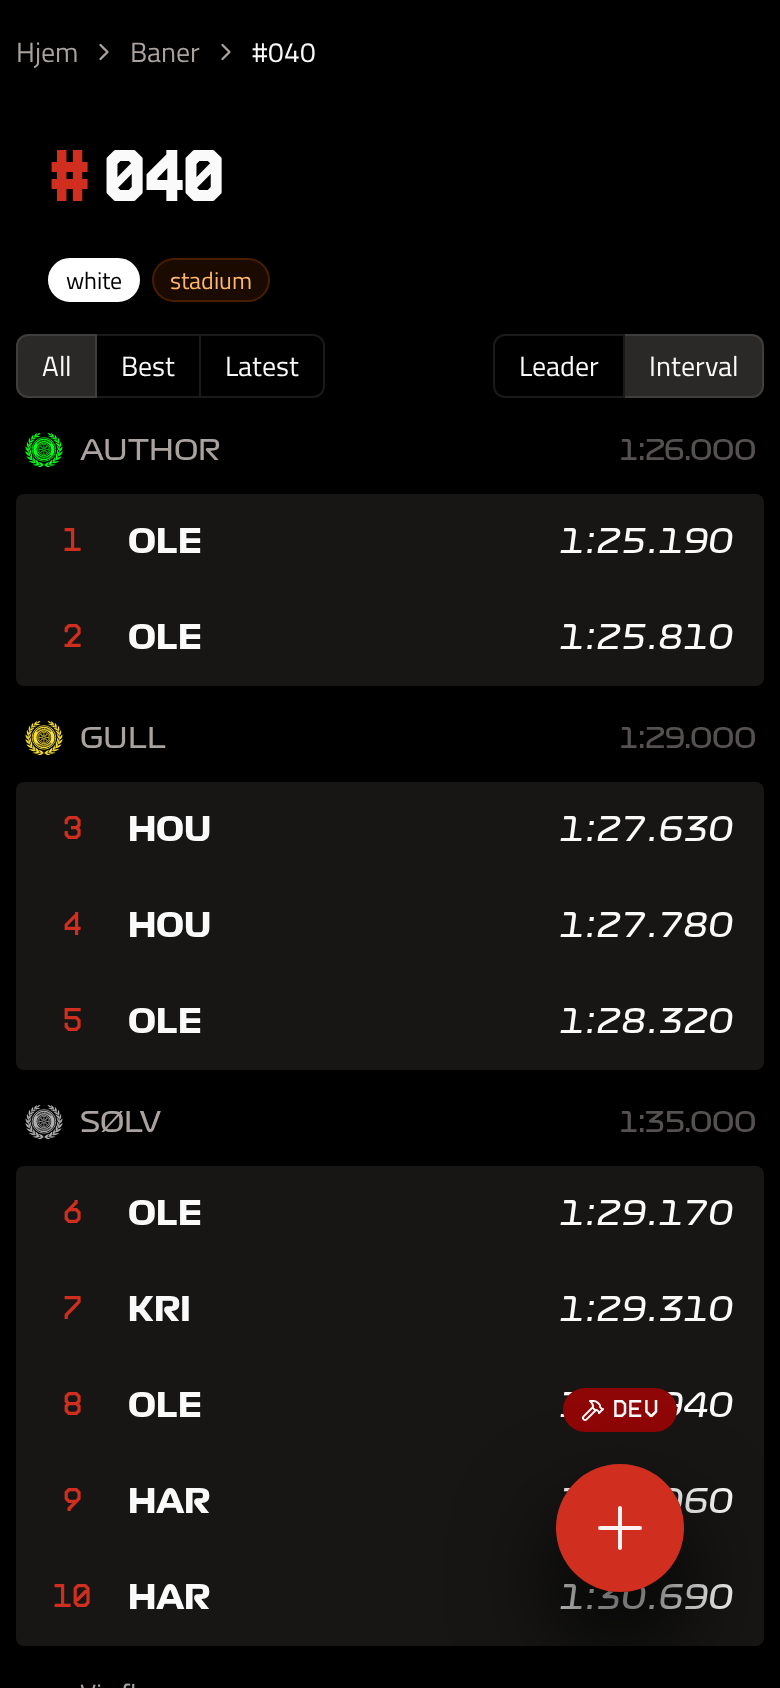 Hjem > Baner > #040
# 040
white stadium
All Best Latest Leader Interval
AUTHOR 1:26.000
1 OLE 1:25.190
2 OLE 1:25.810
GULL 1:29.000
3 HOU 1:27.630
4 HOU 1:27.780
5 OLE 1:28.320
SØLV 1:35.000
6 OLE 1:29.170
7 KRI 1:29.310
8 OLE
DEV
9 HAR
10 HAR 1:30.690